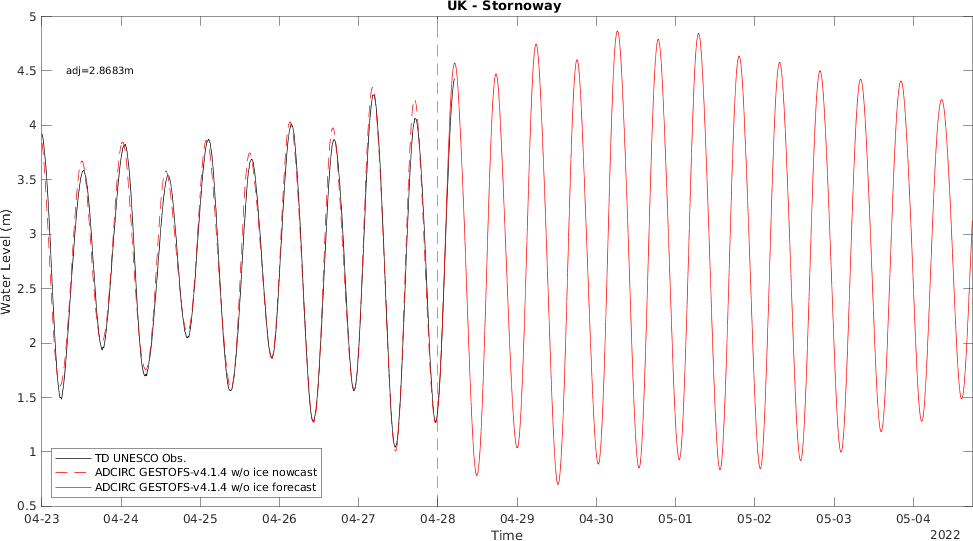 UK - Stornoway
adj=2.8683m
5
4.5
4
3.5
3
2.5
2
1.5
1
0.5
Water Level (m)
TD UNESCO Obs.
ADCIRC GESTOFS-v4.1.4 w/o ice nowcast
ADCIRC GESTOFS-v4.1.4 w/o ice forecast
04-23 04-24 04-25 04-26 04-27 04-28 04-29 04-30 05-01 05-02 05-03 05-04
Time
2022